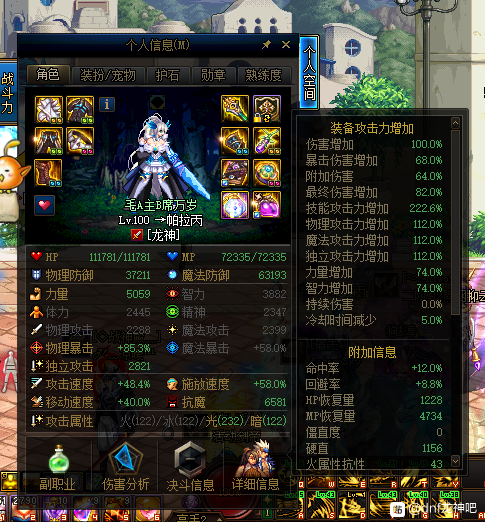 个人信息(M)
个人空间
战斗力
角色
装扮/宠物
护石
勋章
熟练度
毛A主B席万岁
Lv.100 →帕拉丙
[龙神]
HP 111781/111781
MP 72335/72335
物理防御 37211
魔法防御 63193
力量 5059
智力 3882
体力 2445
精神 2347
物理攻击 2288
魔法攻击 2399
物理暴击 +85.3%
魔法暴击 +58.0%
独立攻击 2821
攻击速度 +48.4%
施放速度 +58.0%
移动速度 +40.0%
抗魔 6581
攻击属性 火(122)/冰(122)/光(232)/暗(122)
副职业
伤害分析
决斗信息
详细信息
装备攻击力增加
伤害增加 100.0%
暴击伤害增加 68.0%
附加伤害 64.0%
最终伤害增加 82.0%
技能攻击力增加 222.6%
物理攻击力增加 112.0%
魔法攻击力增加 112.0%
独立攻击力增加 112.0%
力量增加 74.0%
智力增加 74.0%
持续伤害 0.0%
冷却时间减少 5.0%
附加信息
命中率 +12.0%
回避率 +8.8%
HP恢复量 1228
MP恢复量 4734
僵直度 0
硬直 1156
火属性抗性 43